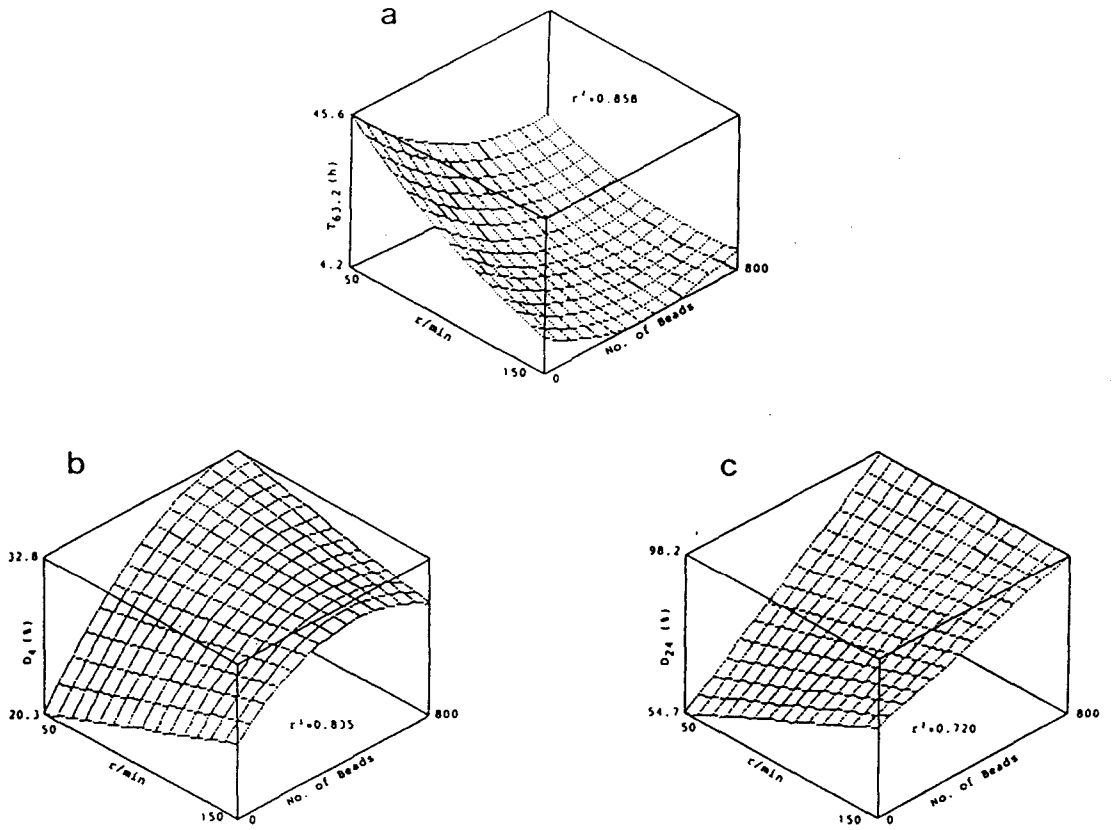 a
r²=0.858
45.6
T63.2 (h)
4.2
50
r/min
150
0
No. of Beads
800
b
32.8
D4 (%)
20.3
50
r/min
150
0
No. of Beads
800
r²=0.835
c
98.2
D24 (%)
54.7
50
r/min
150
0
No. of Beads
800
r²=0.720